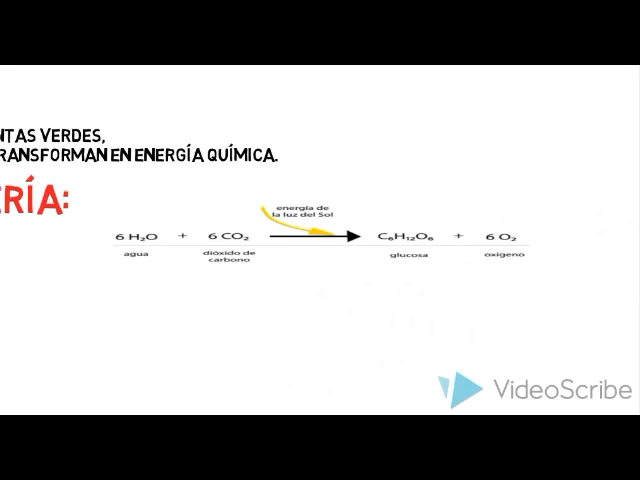 NTAS VERDES,
RANSFORMAN EN ENERGÍA QUÍMICA.
ERÍA:
energía de
la luz del Sol
6 H₂O + 6 CO₂ C₆H₁₂O₆ + 6 O₂
agua dióxido de carbono glucosa oxígeno
VideoScribe